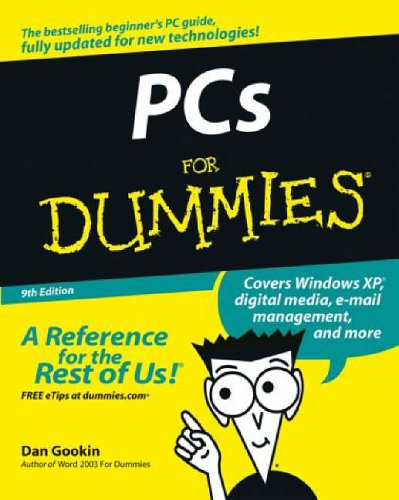 The bestselling beginner's PC guide,
fully updated for new technologies!
PCs
FOR
DUMMIES®
9th Edition
Covers Windows XP,
digital media, e-mail
management,
and more
A Reference
for the
Rest of Us!®
FREE eTips at dummies.com®
Dan Gookin
Author of Word 2003 For Dummies